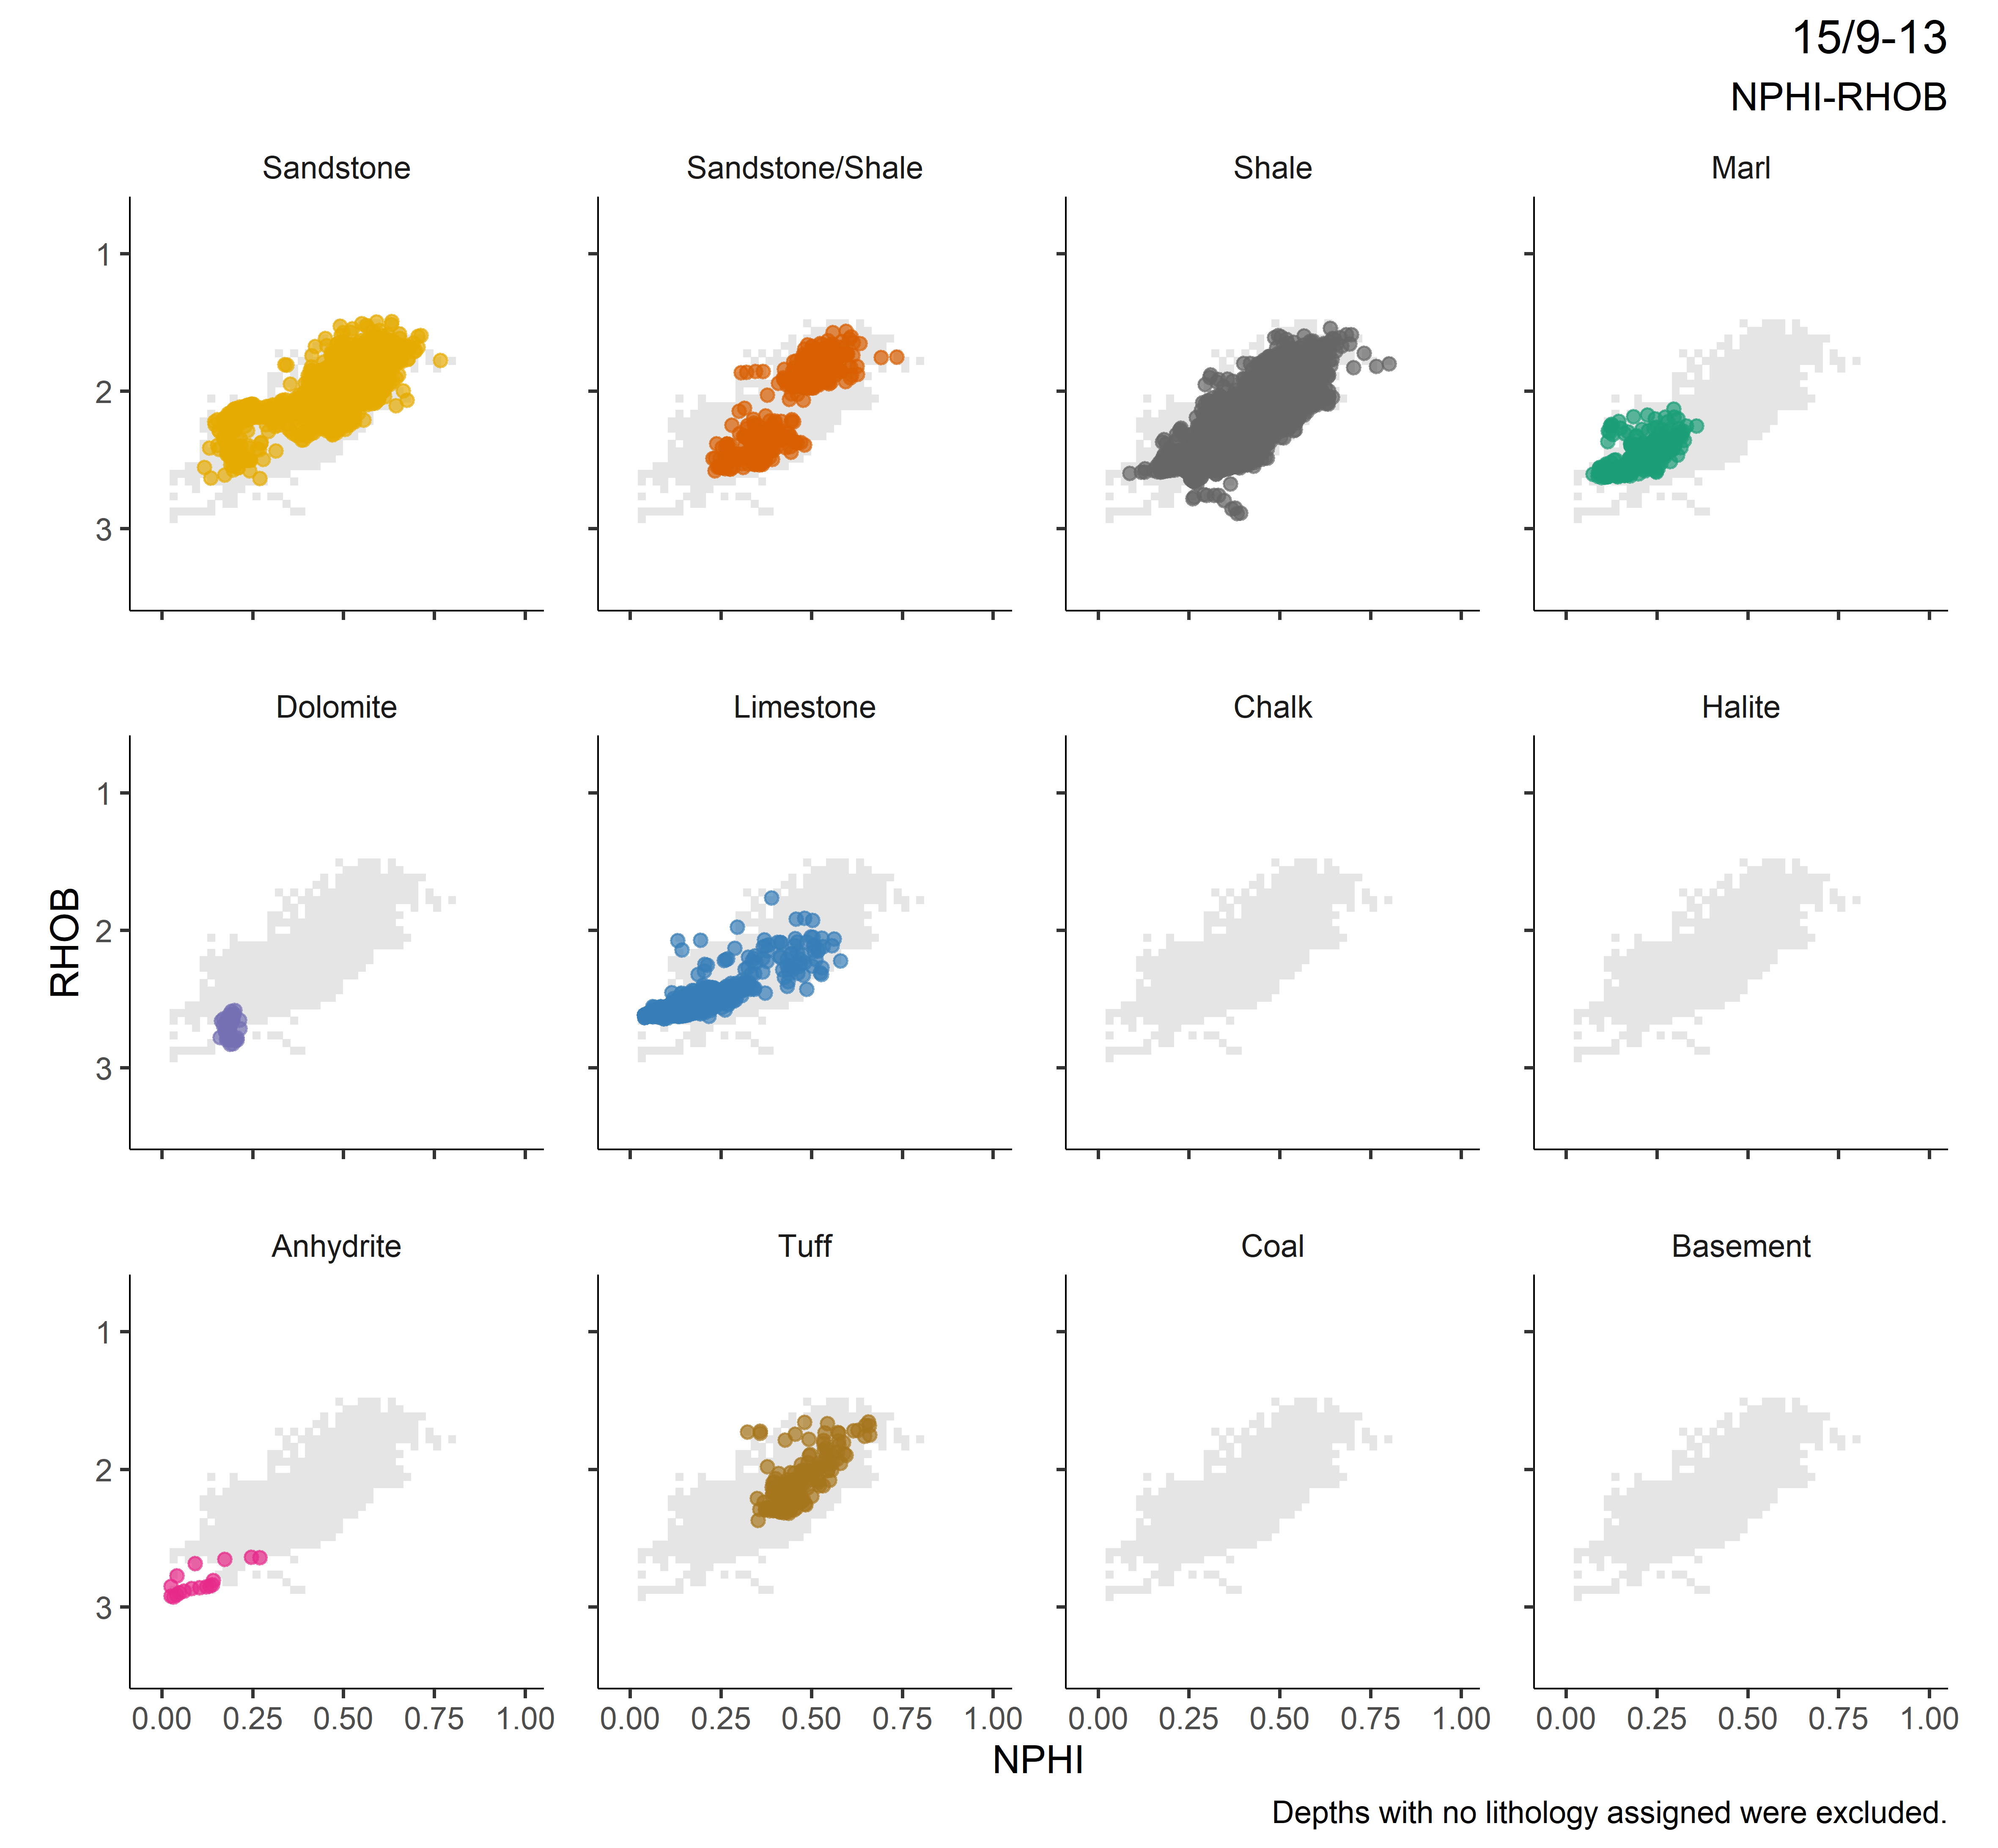 15/9-13
NPHI-RHOB
Sandstone Sandstone/Shale Shale Marl
1
2
3
Dolomite Limestone Chalk Halite
1
2
3
RHOB
Anhydrite Tuff Coal Basement
1
2
3
0.00 0.25 0.50 0.75 1.00 0.00 0.25 0.50 0.75 1.00 0.00 0.25 0.50 0.75 1.00 0.00 0.25 0.50 0.75 1.00
NPHI
Depths with no lithology assigned were excluded.